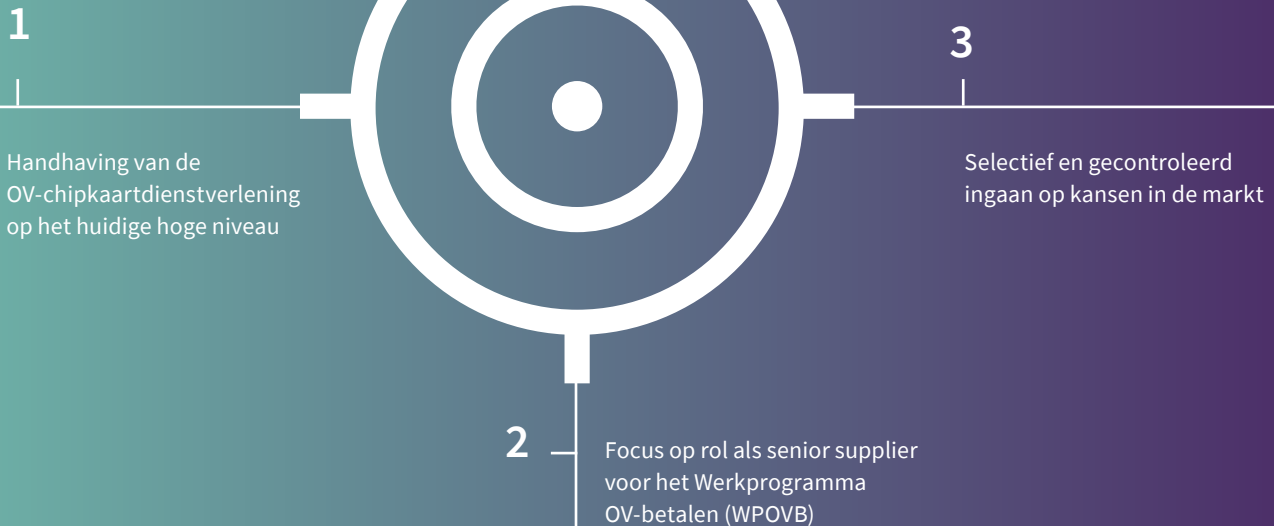 1
Handhaving van de
OV-chipkaartdienstverlening
op het huidige hoge niveau
2
Focus op rol als senior supplier
voor het Werkprogramma
OV-betalen (WPOVB)
3
Selectief en gecontroleerd
ingaan op kansen in de markt